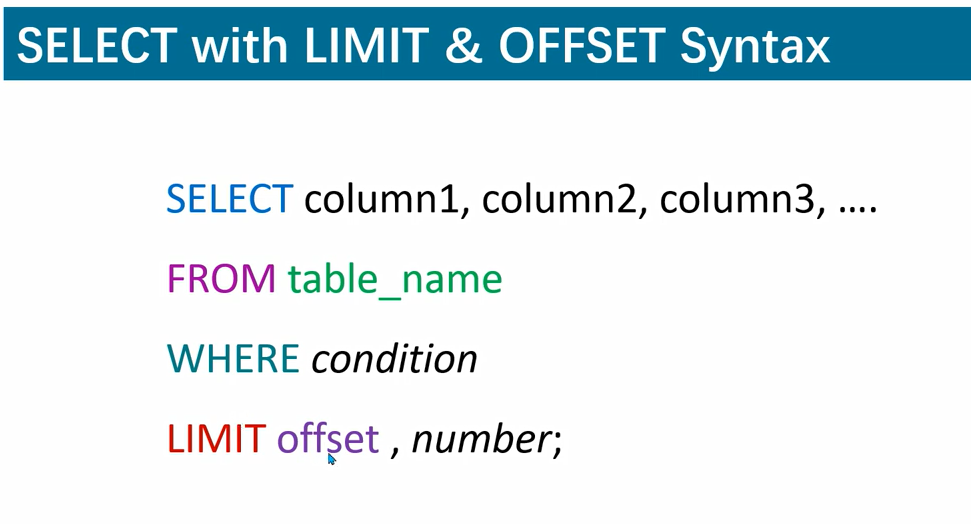 SELECT with LIMIT & OFFSET Syntax
SELECT column1, column2, column3, ....
FROM table_name
WHERE condition
LIMIT offset , number;